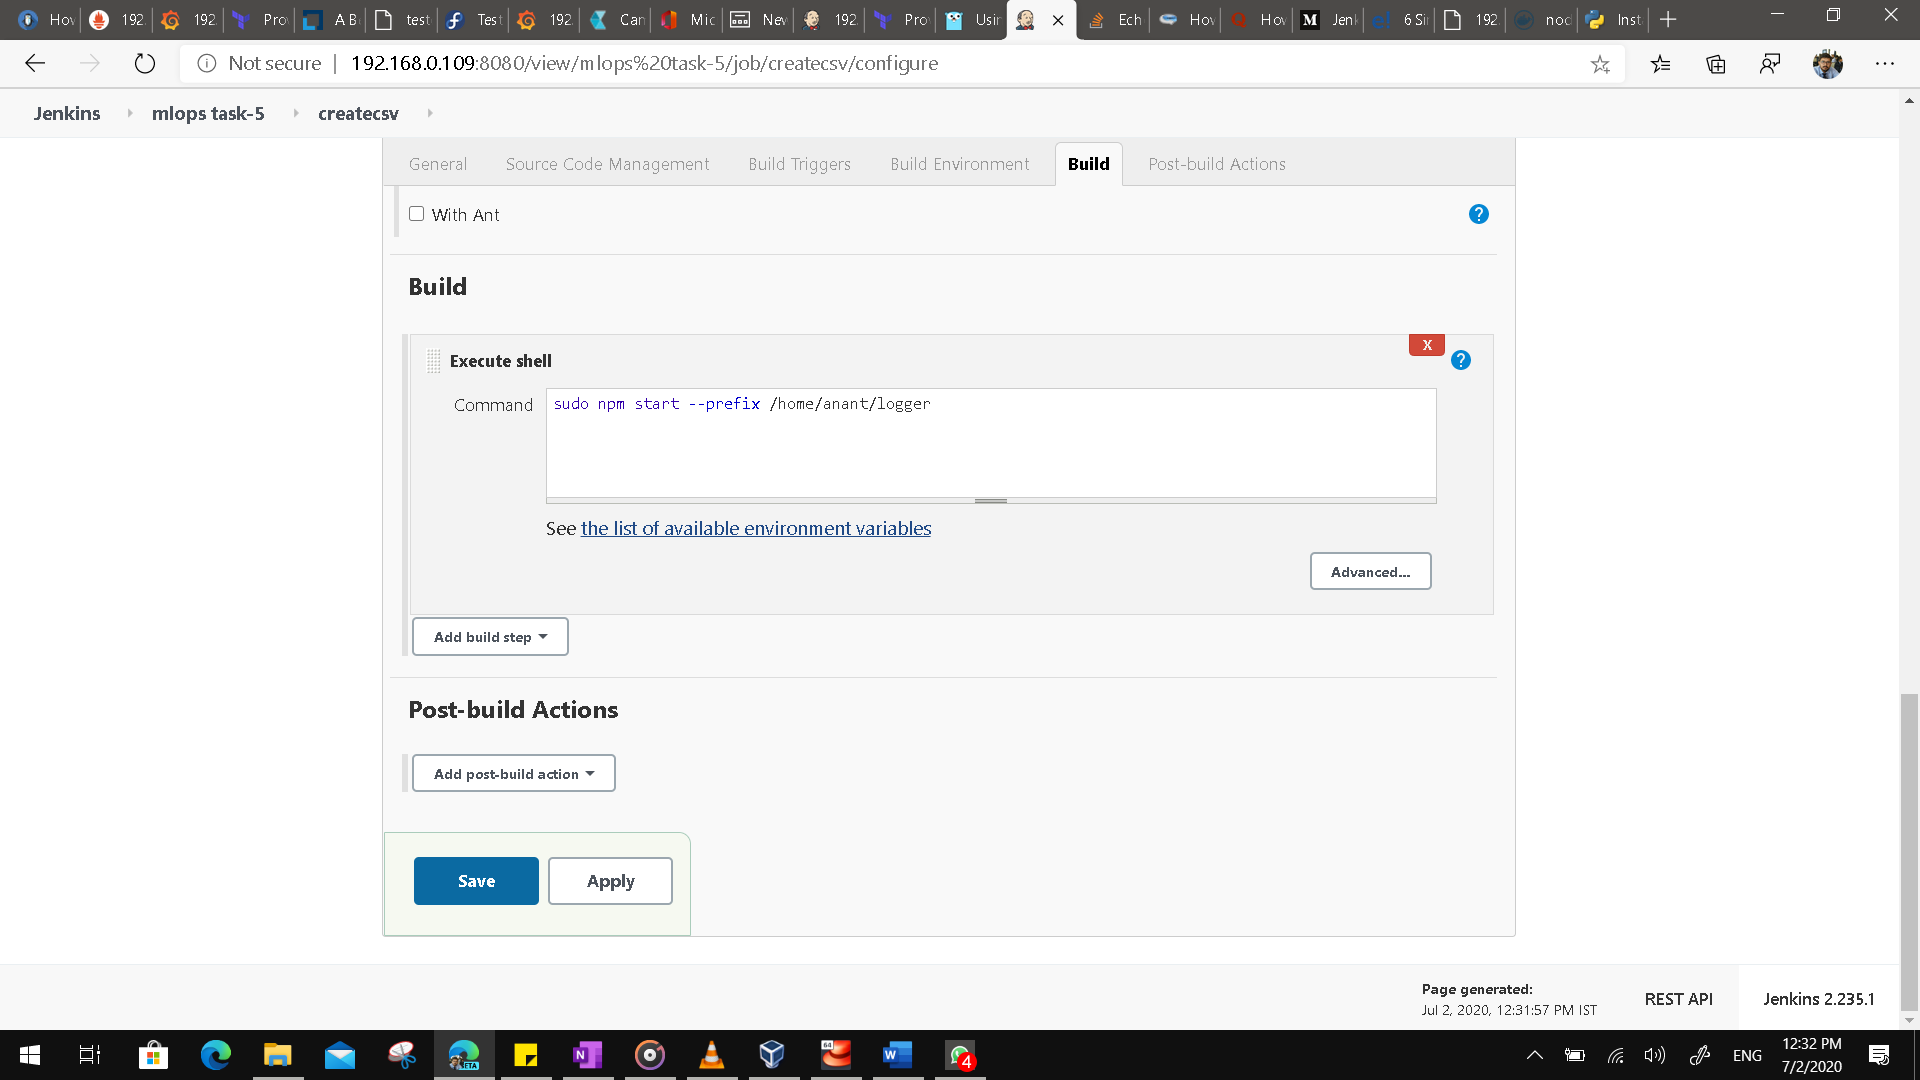 Hov 192. 192. Prov A B test Test 192. Can Mic Nev 192. Prov Usir Ech Hov Hov Jenk 6 Si 192. nod Inst
Not secure | 192.168.0.109:8080/view/mlops%20task-5/job/createcsv/configure
Jenkins mlops task-5 createcsv
General Source Code Management Build Triggers Build Environment Build Post-build Actions
With Ant ?
Build
X
Execute shell ?
Command sudo npm start --prefix /home/anant/logger
See the list of available environment variables
Advanced...
Add build step
Post-build Actions
Add post-build action
Save Apply
Page generated:
Jul 2, 2020, 12:31:57 PM IST REST API Jenkins 2.235.1
12:32 PM
ENG
7/2/2020